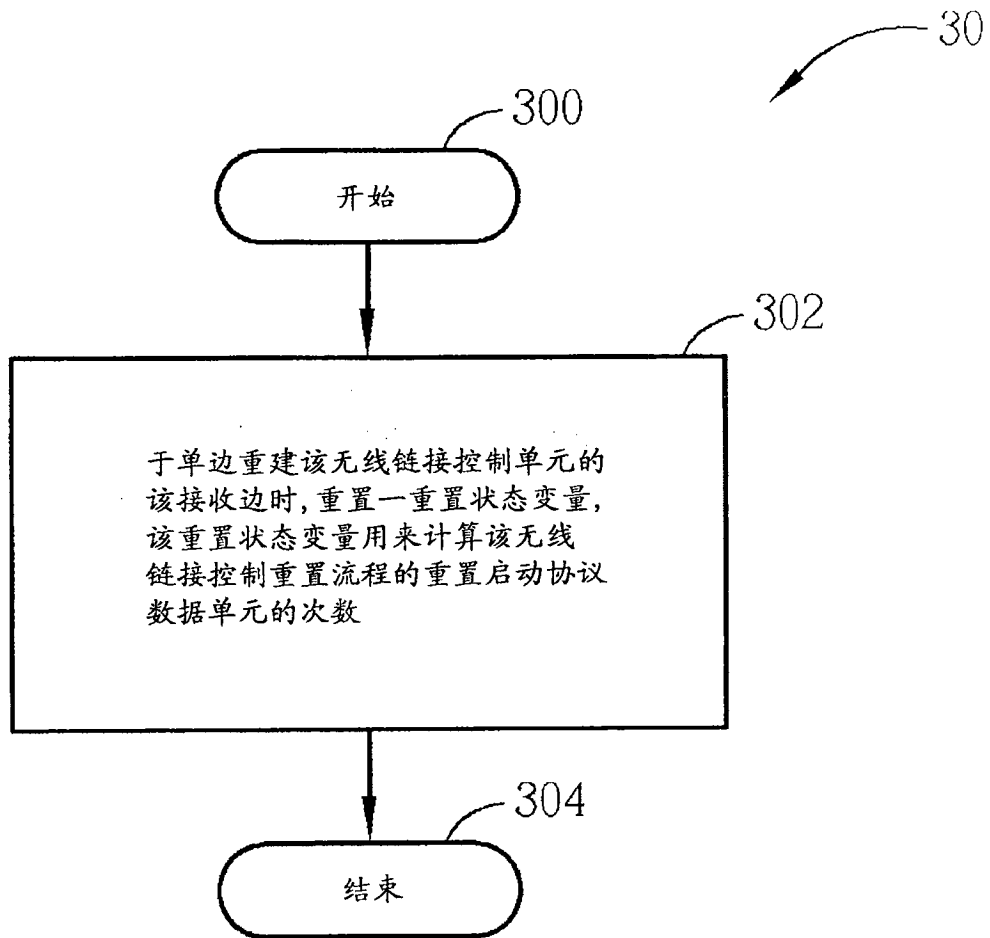 30
300
开始
302
于单边重建该无线链接控制单元的
该接收边时,重置一重置状态变量,
该重置状态变量用来计算该无线
链接控制重置流程的重置启动协议
数据单元的次数
304
结束